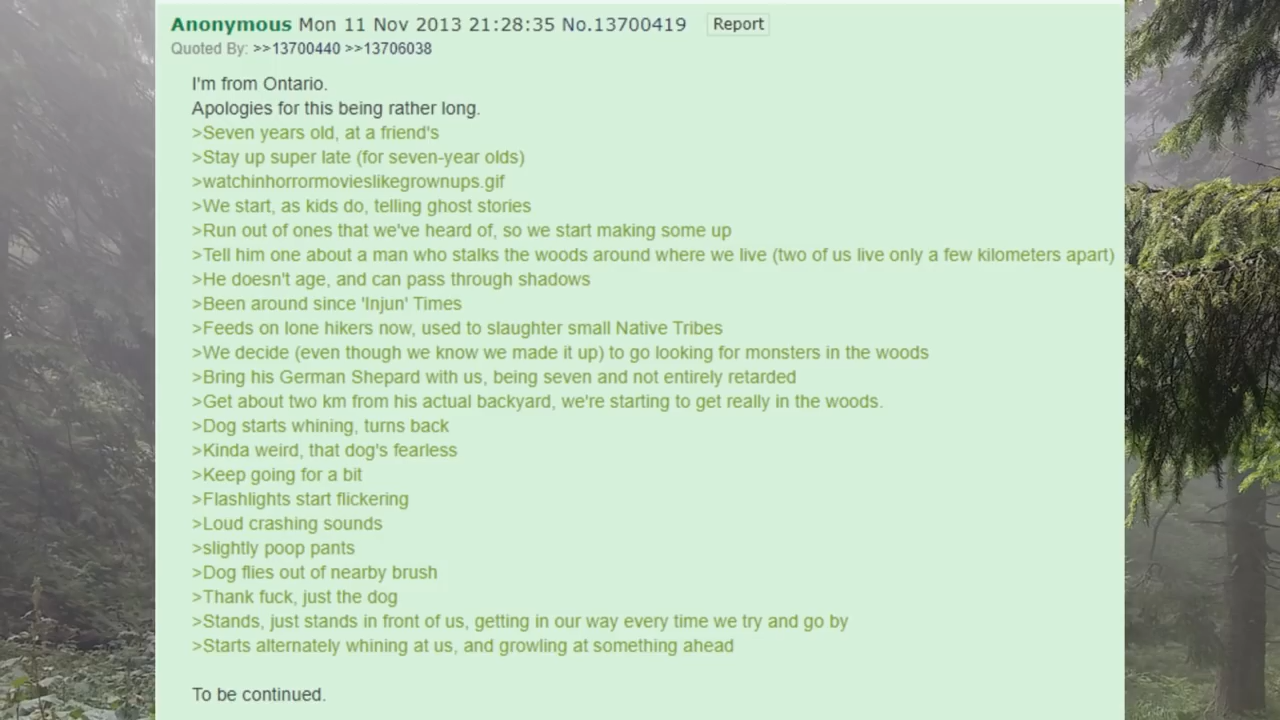 Anonymous Mon 11 Nov 2013 21:28:35 No.13700419 Report
Quoted By: >>13700440 >>13706038
I'm from Ontario.
Apologies for this being rather long.
>Seven years old, at a friend's
>Stay up super late (for seven-year olds)
>watchinhorrormovieslikegrownups.gif
>We start, as kids do, telling ghost stories
>Run out of ones that we've heard of, so we start making some up
>Tell him one about a man who stalks the woods around where we live (two of us live only a few kilometers apart)
>He doesn't age, and can pass through shadows
>Been around since 'Injun' Times
>Feeds on lone hikers now, used to slaughter small Native Tribes
>We decide (even though we know we made it up) to go looking for monsters in the woods
>Bring his German Shepard with us, being seven and not entirely retarded
>Get about two km from his actual backyard, we're starting to get really in the woods.
>Dog starts whining, turns back
>Kinda weird, that dog's fearless
>Keep going for a bit
>Flashlights start flickering
>Loud crashing sounds
>slightly poop pants
>Dog flies out of nearby brush
>Thank fuck, just the dog
>Stands, just stands in front of us, getting in our way every time we try and go by
>Starts alternately whining at us, and growling at something ahead
To be continued.